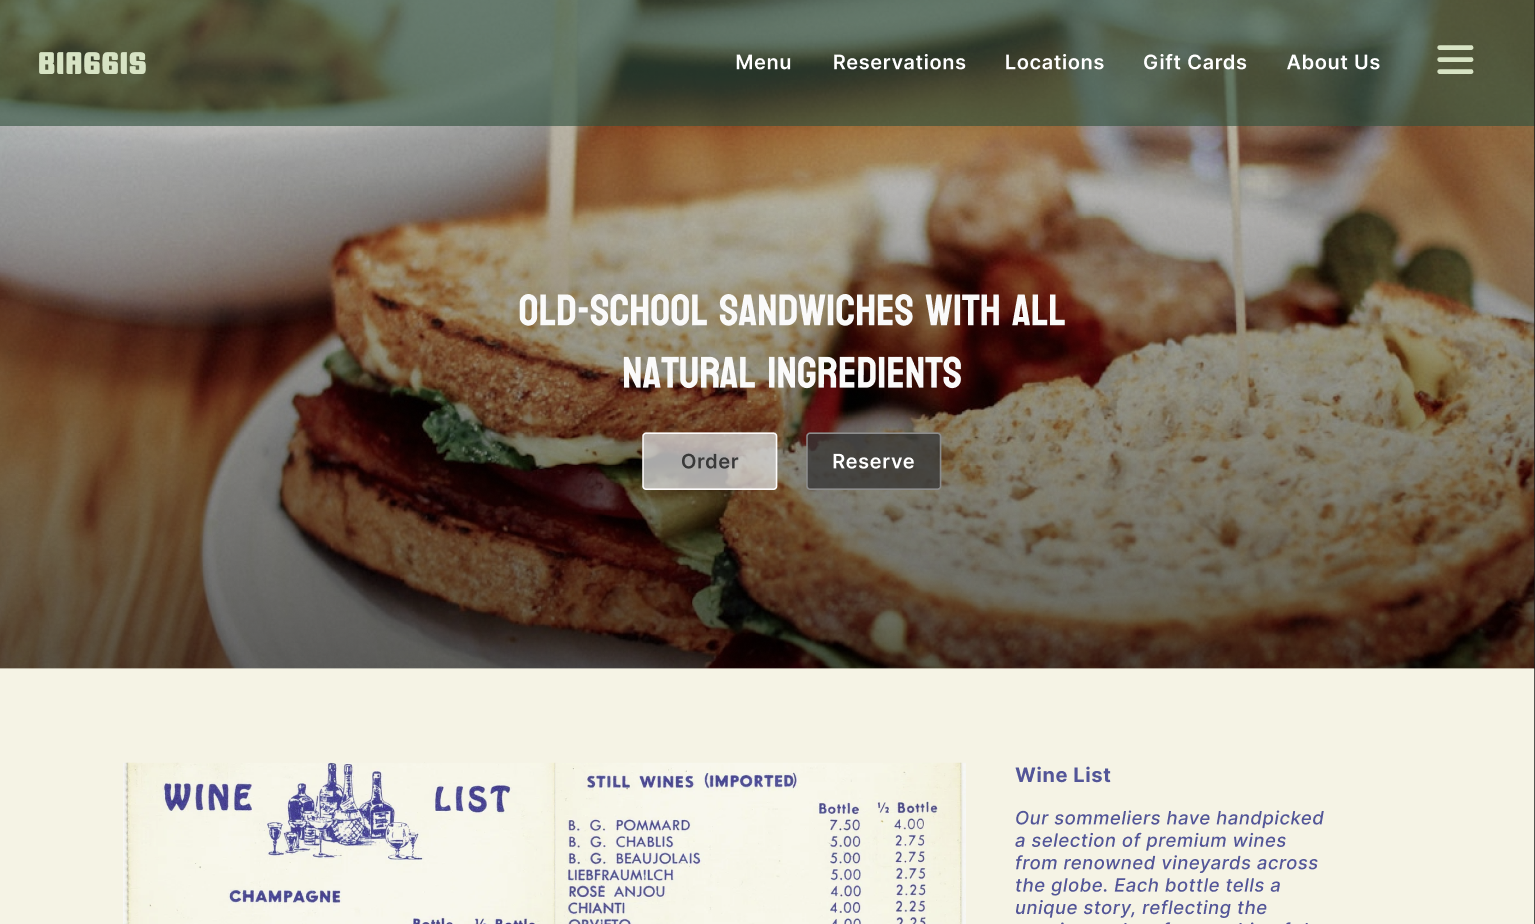 BIAGGIS
Menu
Reservations
Locations
Gift Cards
About Us
OLD-SCHOOL SANDWICHES WITH ALL
NATURAL INGREDIENTS
Order
Reserve
WINE LIST
CHAMPAGNE
Bottle ½ Bottle
STILL WINES (IMPORTED)
Bottle ½ Bottle
B. G. POMMARD 7.50 4.00
B. G. CHABLIS 5.00 2.75
B. G. BEAUJOLAIS 5.00 2.75
LIEBFRAUMILCH 5.00 2.75
ROSE ANJOU 4.00 2.25
CHIANTI 4.00 2.25
ORVIETO 4.00 2.25
Wine List
Our sommeliers have handpicked
a selection of premium wines
from renowned vineyards across
the globe. Each bottle tells a
unique story, reflecting the